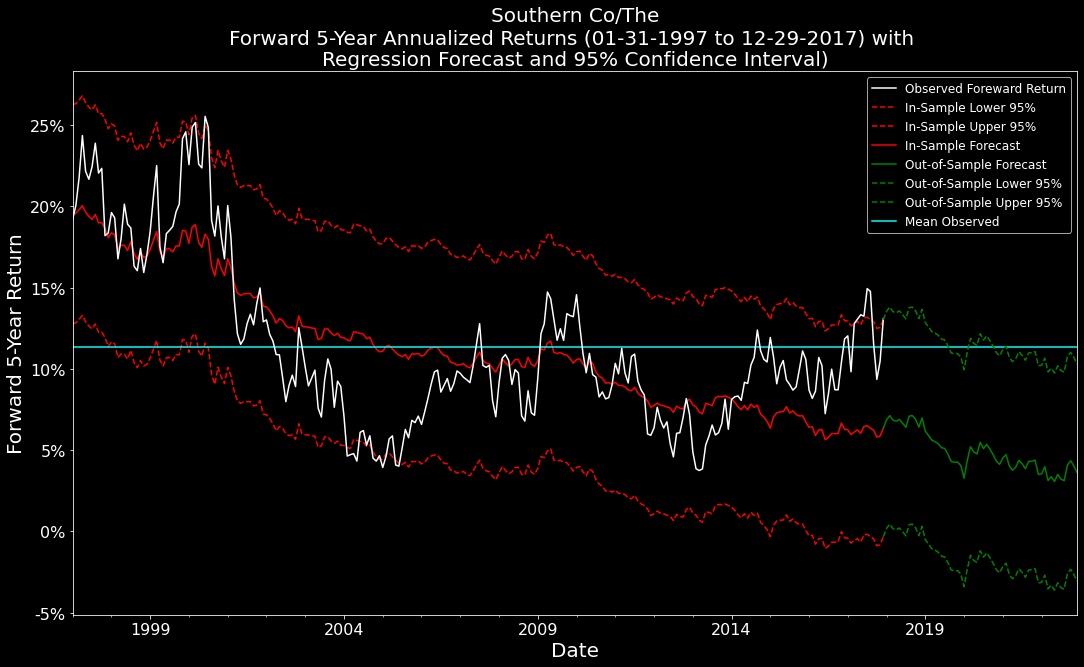 Southern Co/The
Forward 5-Year Annualized Returns (01-31-1997 to 12-29-2017) with
Regression Forecast and 95% Confidence Interval)
Observed Foreward Return
In-Sample Lower 95%
In-Sample Upper 95%
In-Sample Forecast
Out-of-Sample Forecast
Out-of-Sample Lower 95%
Out-of-Sample Upper 95%
Mean Observed
Forward 5-Year Return
25%
20%
15%
10%
5%
0%
-5%
1999
2004
2009
2014
2019
Date